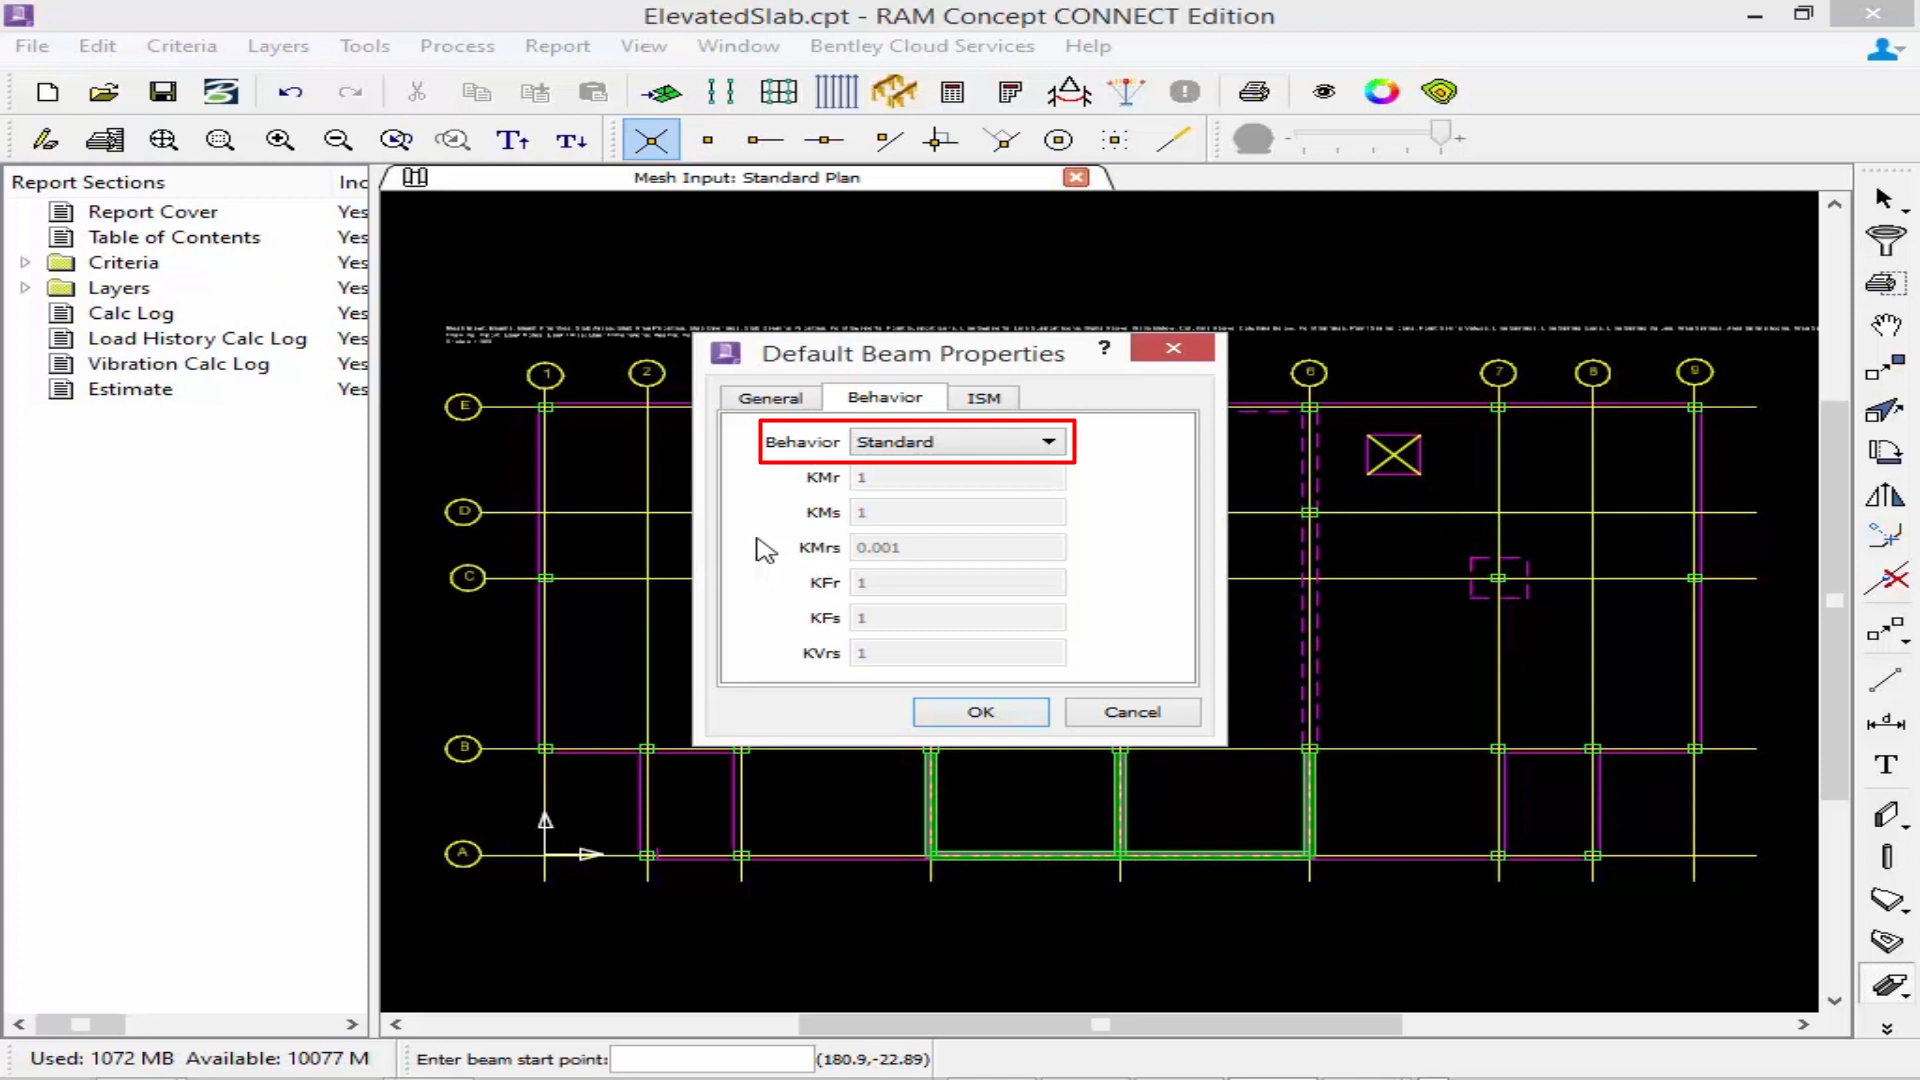 ElevatedSlab.cpt - RAM Concept CONNECT Edition
File Edit Criteria Layers Tools Process Report View Window Bentley Cloud Services Help
T↑ T↓
Report Sections Inc
Mesh Input: Standard Plan
Report Cover Yes
Table of Contents Yes
Criteria Yes
Layers Yes
Calc Log Yes
Load History Calc Log Yes
Vibration Calc Log Yes
Estimate Yes
Default Beam Properties ?
General Behavior ISM
Behavior Standard
KMr 1
KMs 1
KMrs 0.001
KFr 1
KFs 1
KVrs 1
OK Cancel
1 2 6 7 8 9
E
D
C
B
A
d
T
Used: 1072 MB Available: 10077 M
Enter beam start point: (180.9,-22.89)